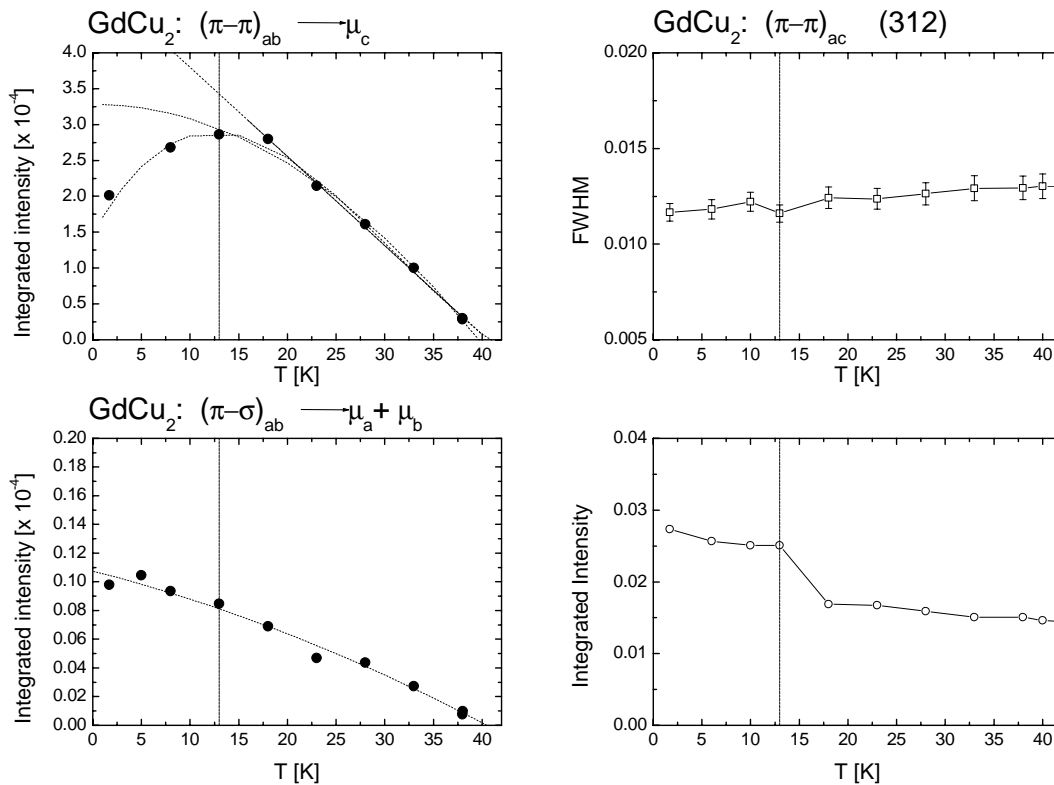 GdCu₂: (π−π)ab ⟶ μc
Integrated intensity [x 10⁻⁴]
4.0
3.5
3.0
2.5
2.0
1.5
1.0
0.5
0.0
0 5 10 15 20 25 30 35 40
T [K]
GdCu₂: (π−π)ac (312)
FWHM
0.020
0.015
0.010
0.005
0 5 10 15 20 25 30 35 40
T [K]
GdCu₂: (π−σ)ab ⟶ μa + μb
Integrated intensity [x 10⁻⁴]
0.20
0.18
0.16
0.14
0.12
0.10
0.08
0.06
0.04
0.02
0.00
0 5 10 15 20 25 30 35 40
T [K]
Integrated Intensity
0.04
0.03
0.02
0.01
0.00
0 5 10 15 20 25 30 35 40
T [K]